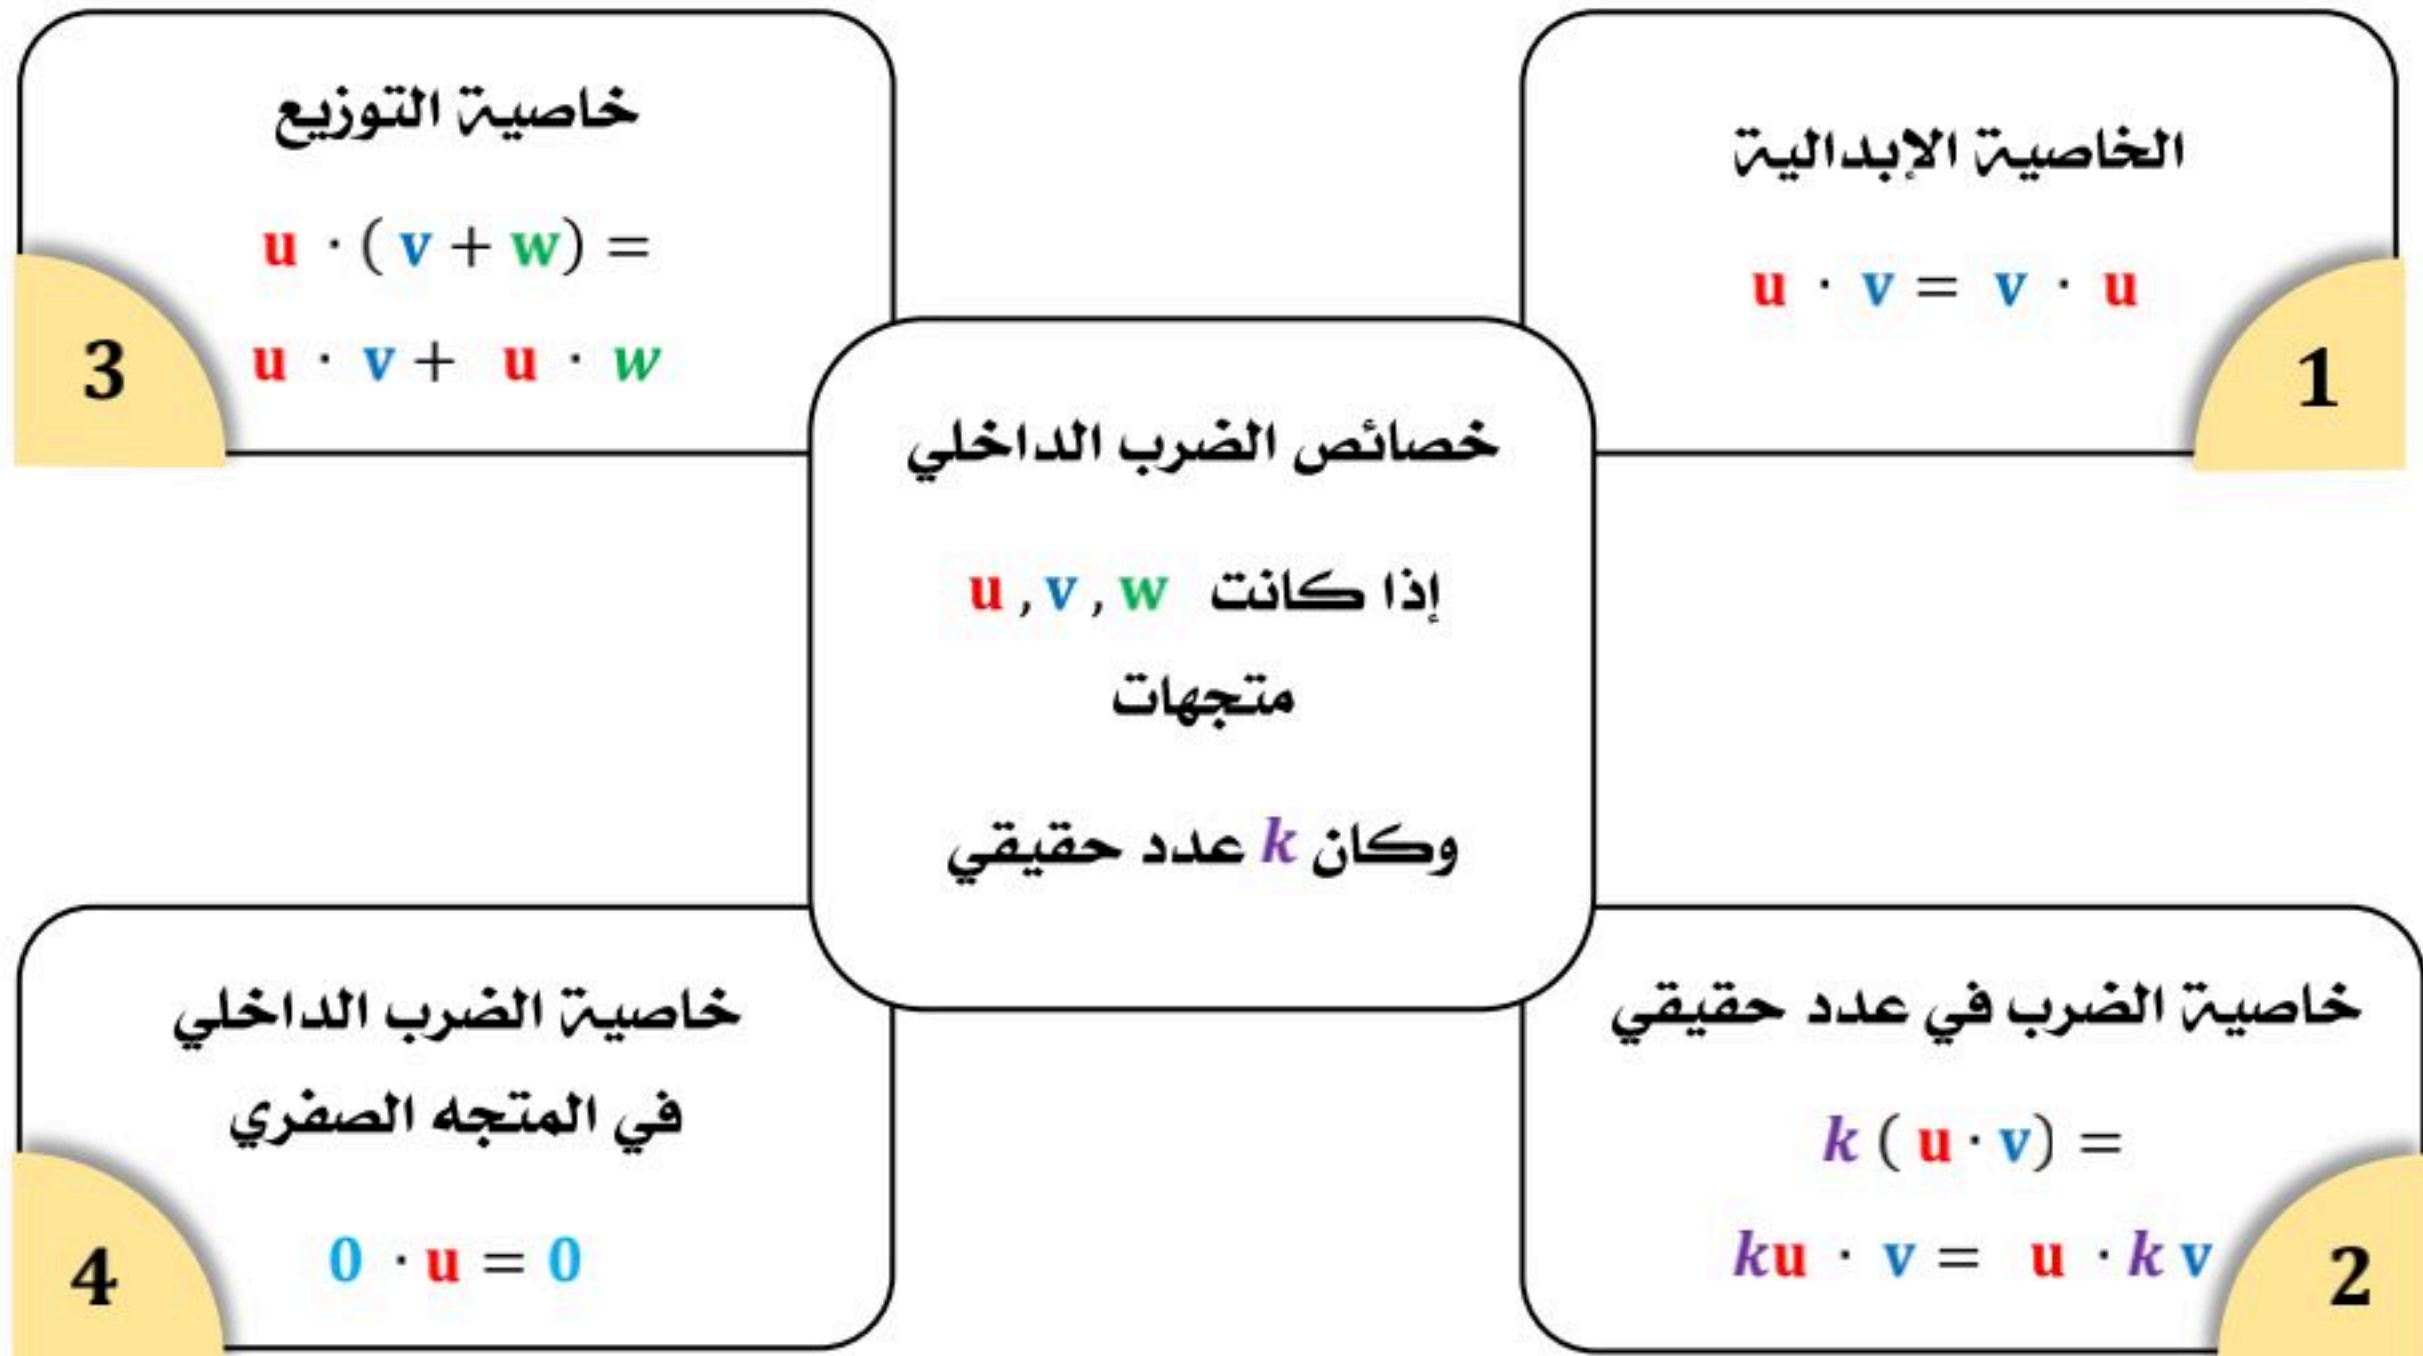 خصائص الضرب الداخلي
إذا كانت u , v , w
متجهات
وكان k عدد حقيقي
الخاصية الإبدالية
u · v = v · u
1
خاصية الضرب في عدد حقيقي
k ( u · v) =
ku · v = u · k v
2
خاصية التوزيع
u · ( v + w) =
u · v + u · w
3
خاصية الضرب الداخلي
في المتجه الصفري
0 · u = 0
4